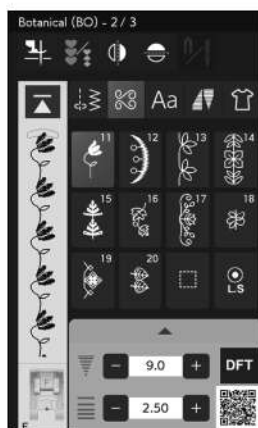 Botanical (BO) - 2 / 3
Aa
11 12 13 14
15 16 17 18
19 20
L.S
− 9.0 + DFT
− 2.50 +
F